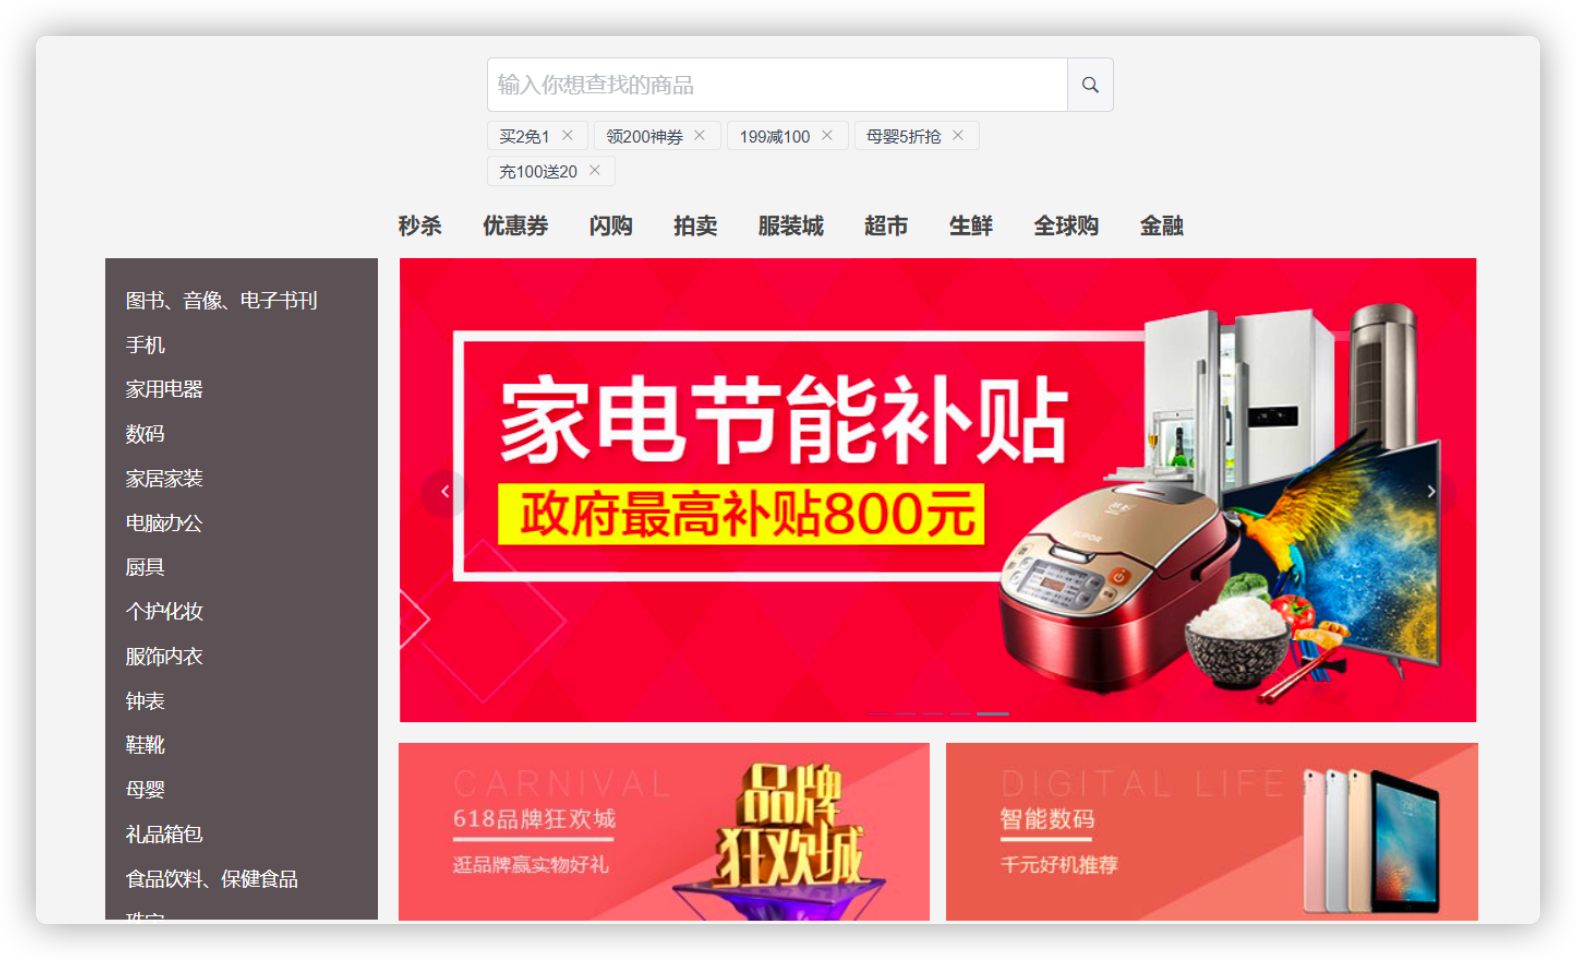 输入你想查找的商品
买2免1 领200神券 199减100 母婴5折抢
充100送20
秒杀 优惠券 闪购 拍卖 服装城 超市 生鲜 全球购 金融
图书、音像、电子书刊
手机
家用电器
数码
家居家装
电脑办公
厨具
个护化妆
服饰内衣
钟表
鞋靴
母婴
礼品箱包
食品饮料、保健食品
珠宝
家电节能补贴
政府最高补贴800元
SUPOR
CARNIVAL
618品牌狂欢城
逛品牌赢实物好礼
品牌
狂欢城
DIGITAL LIFE
智能数码
千元好机推荐